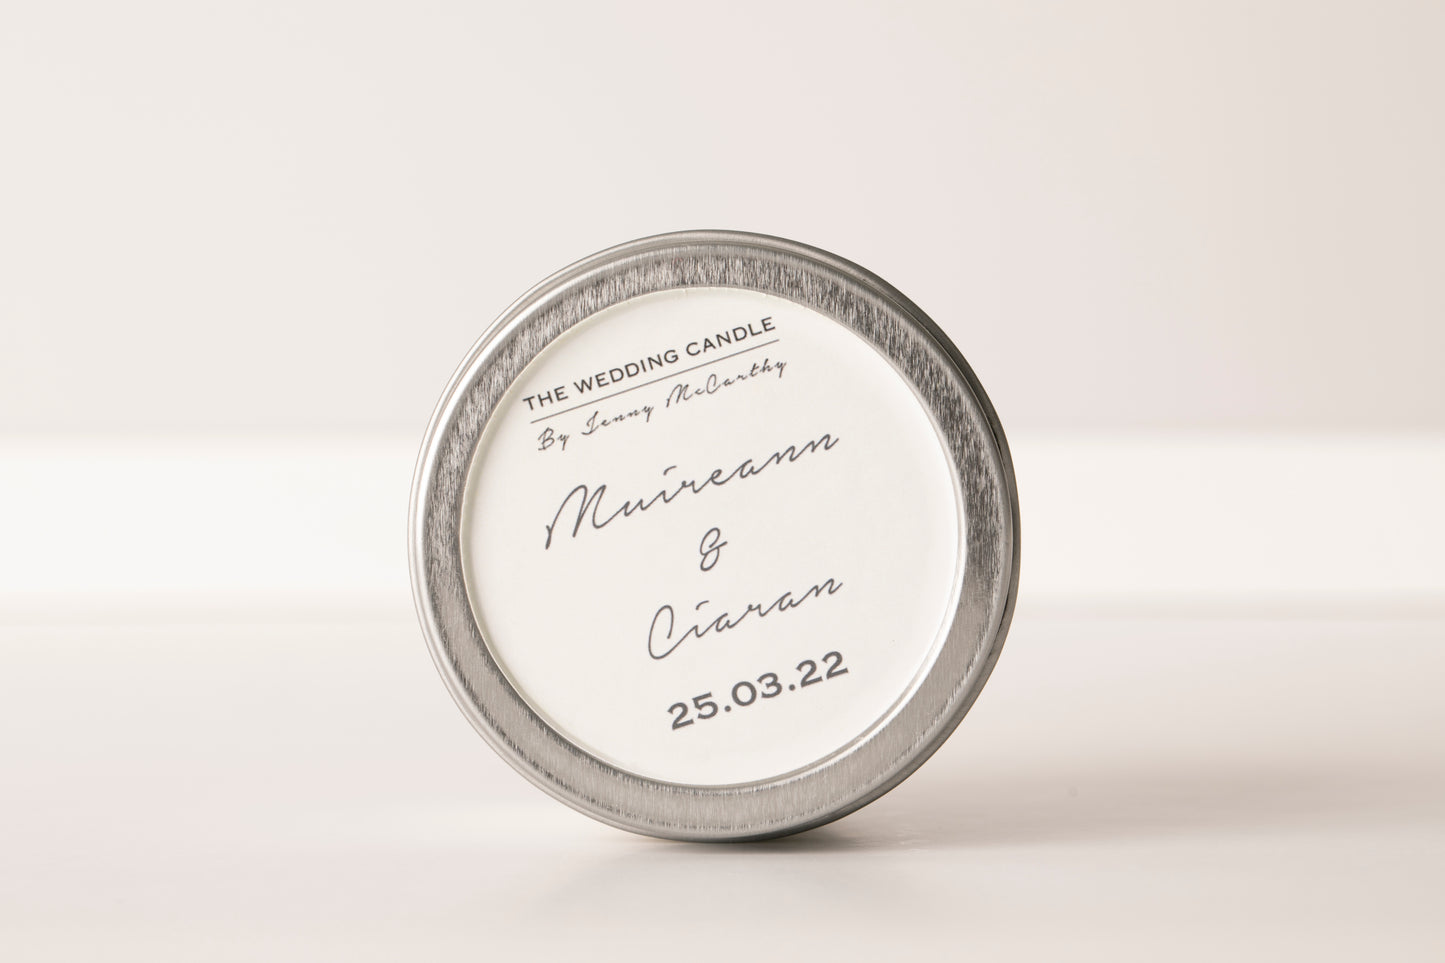 THE WEDDING CANDLE
By Jenny McCarthy
Muireann
&
Ciaran
25.03.22